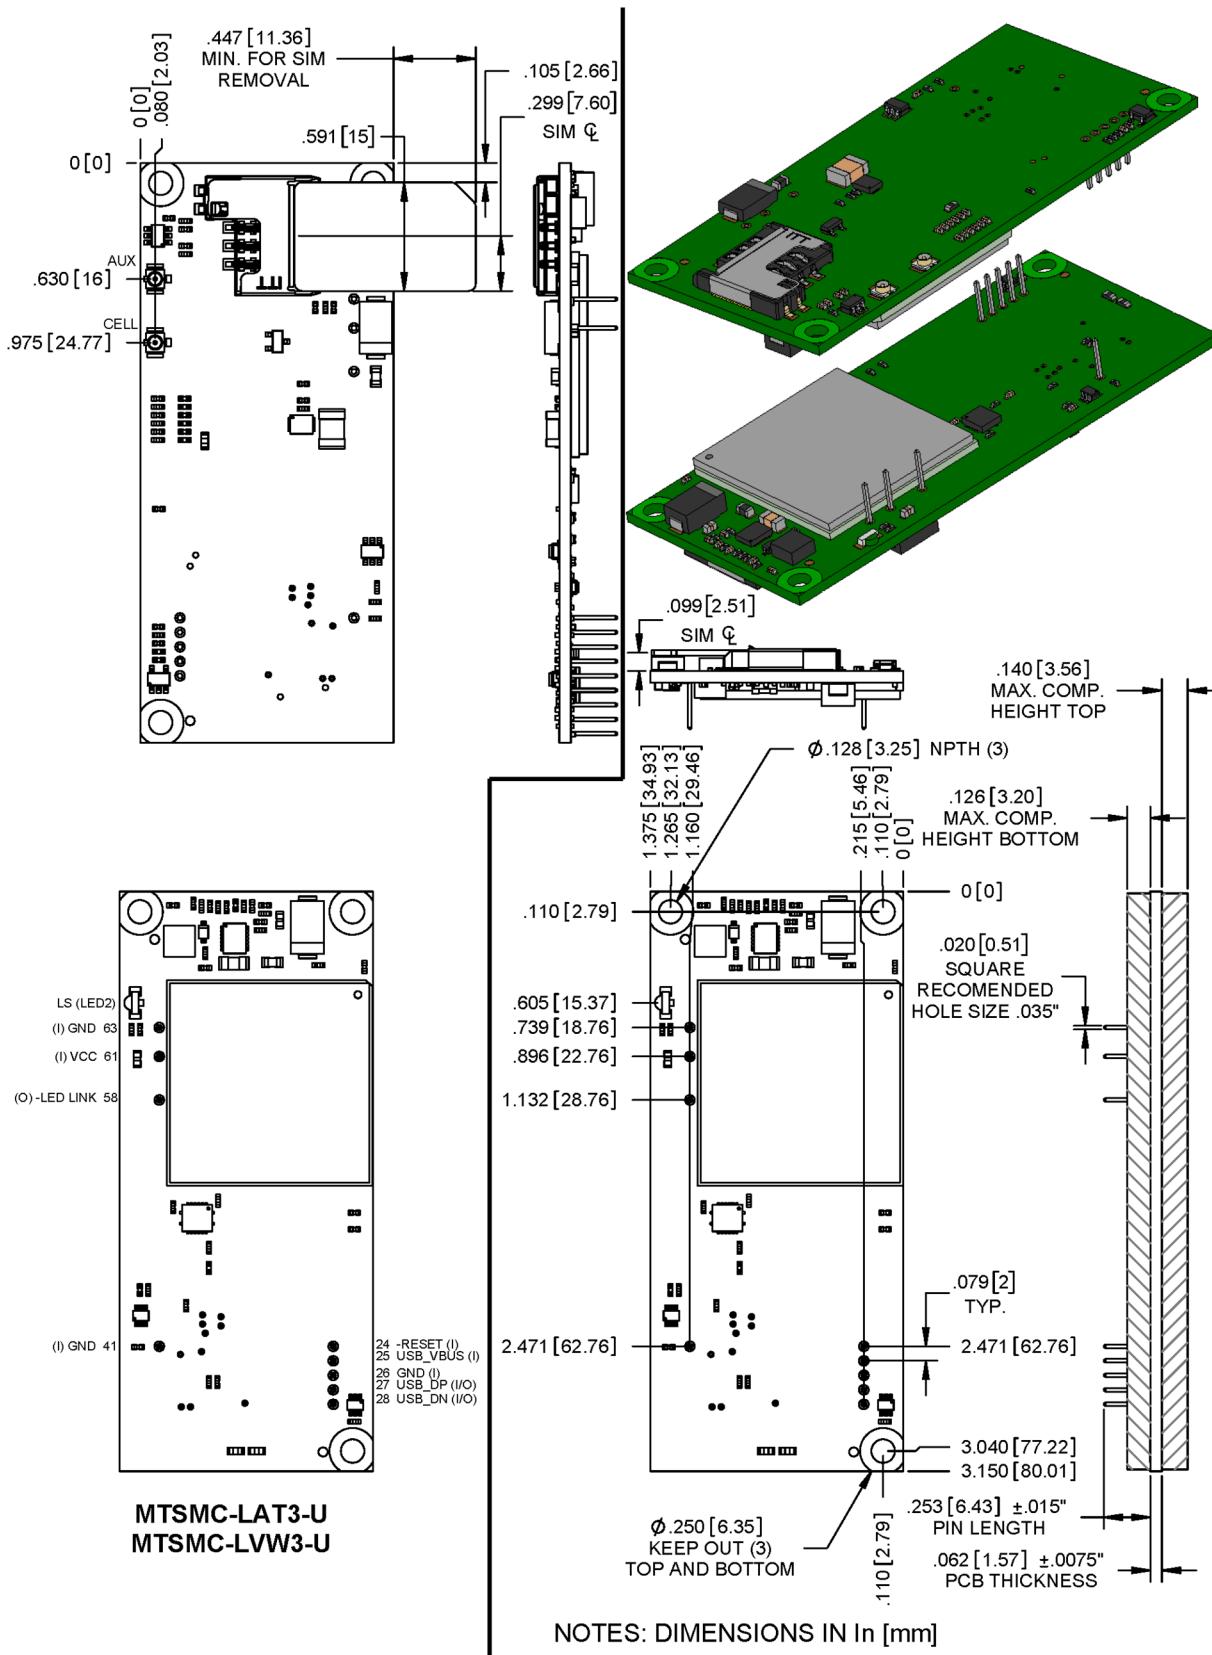 .447 [11.36]
MIN. FOR SIM
REMOVAL
0 [0]
.080 [2.03]
.105 [2.66]
.299 [7.60]
SIM ℄
.591 [15]
0 [0]
AUX
.630 [16]
CELL
.975 [24.77]
.099 [2.51]
SIM ℄
.140 [3.56]
MAX. COMP.
HEIGHT TOP
Ø.128 [3.25] NPTH (3)
1.375 [34.93]
1.265 [32.13]
1.160 [29.46]
.215 [5.46]
.110 [2.79]
0 [0]
.126 [3.20]
MAX. COMP.
HEIGHT BOTTOM
0 [0]
.110 [2.79]
.020 [0.51]
SQUARE
RECOMENDED
HOLE SIZE .035"
LS (LED2)
(I) GND 63
(I) VCC 61
(O) -LED LINK 58
.605 [15.37]
.739 [18.76]
.896 [22.76]
1.132 [28.76]
.079 [2]
TYP.
(I) GND 41
24 -RESET (I)
25 USB_VBUS (I)
26 GND (I)
27 USB_DP (I/O)
28 USB_DN (I/O)
2.471 [62.76]
2.471 [62.76]
3.040 [77.22]
3.150 [80.01]
MTSMC-LAT3-U
MTSMC-LVW3-U
Ø.250 [6.35]
KEEP OUT (3)
TOP AND BOTTOM
.110 [2.79]
.253 [6.43] ±.015"
PIN LENGTH
.062 [1.57] ±.0075"
PCB THICKNESS
NOTES: DIMENSIONS IN In [mm]